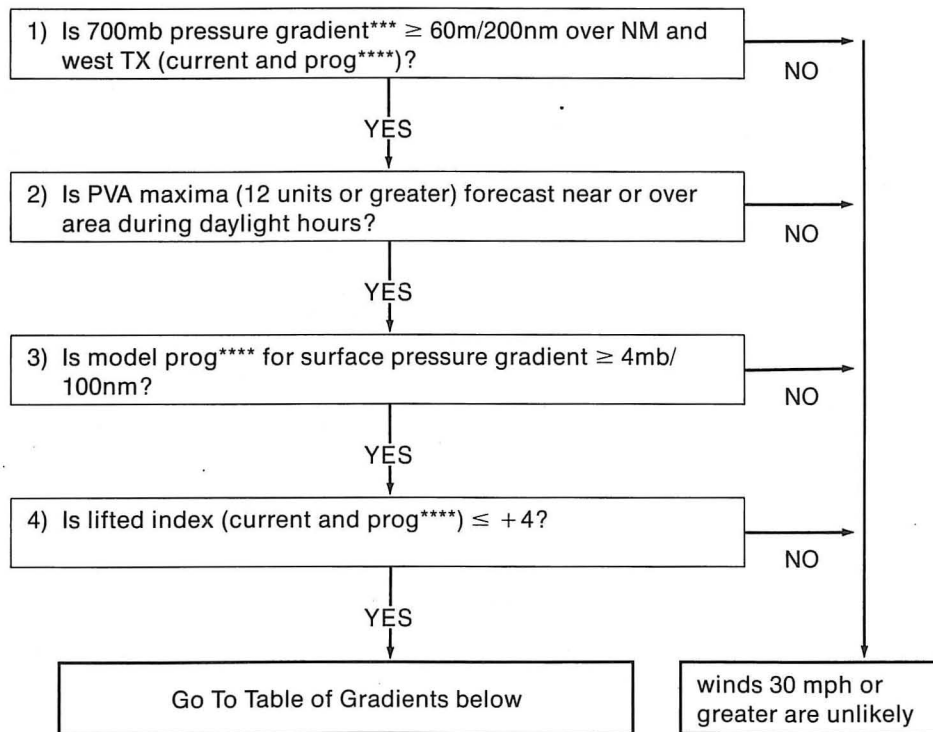 1) Is 700mb pressure gradient*** ≥ 60m/200nm over NM and
west TX (current and prog****)?
NO
YES
2) Is PVA maxima (12 units or greater) forecast near or over
area during daylight hours?
NO
YES
3) Is model prog**** for surface pressure gradient ≥ 4mb/
100nm?
NO
YES
4) Is lifted index (current and prog****) ≤ +4?
NO
YES
Go To Table of Gradients below
winds 30 mph or
greater are unlikely